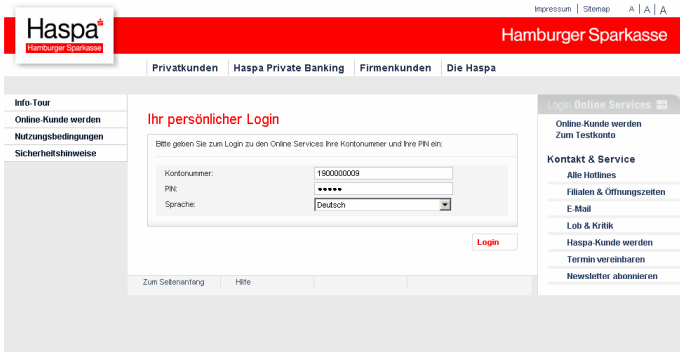 Impressum | Sitemap A | A | A
Haspa
Hamburger Sparkasse
Hamburger Sparkasse
Privatkunden | Haspa Private Banking | Firmenkunden | Die Haspa
Info-Tour
Online-Kunde werden
Nutzungsbedingungen
Sicherheitshinweise
Ihr persönlicher Login
Bitte geben Sie zum Login zu den Online Services Ihre Kontonummer und Ihre PIN ein:
Kontonummer: 1900000009
PIN: •••••
Sprache: Deutsch
Login
Zum Seitenanfang Hilfe
Login Online Services
Online-Kunde werden
Zum Testkonto
Kontakt & Service
Alle Hotlines
Filialen & Öffnungszeiten
E-Mail
Lob & Kritik
Haspa-Kunde werden
Termin vereinbaren
Newsletter abonnieren